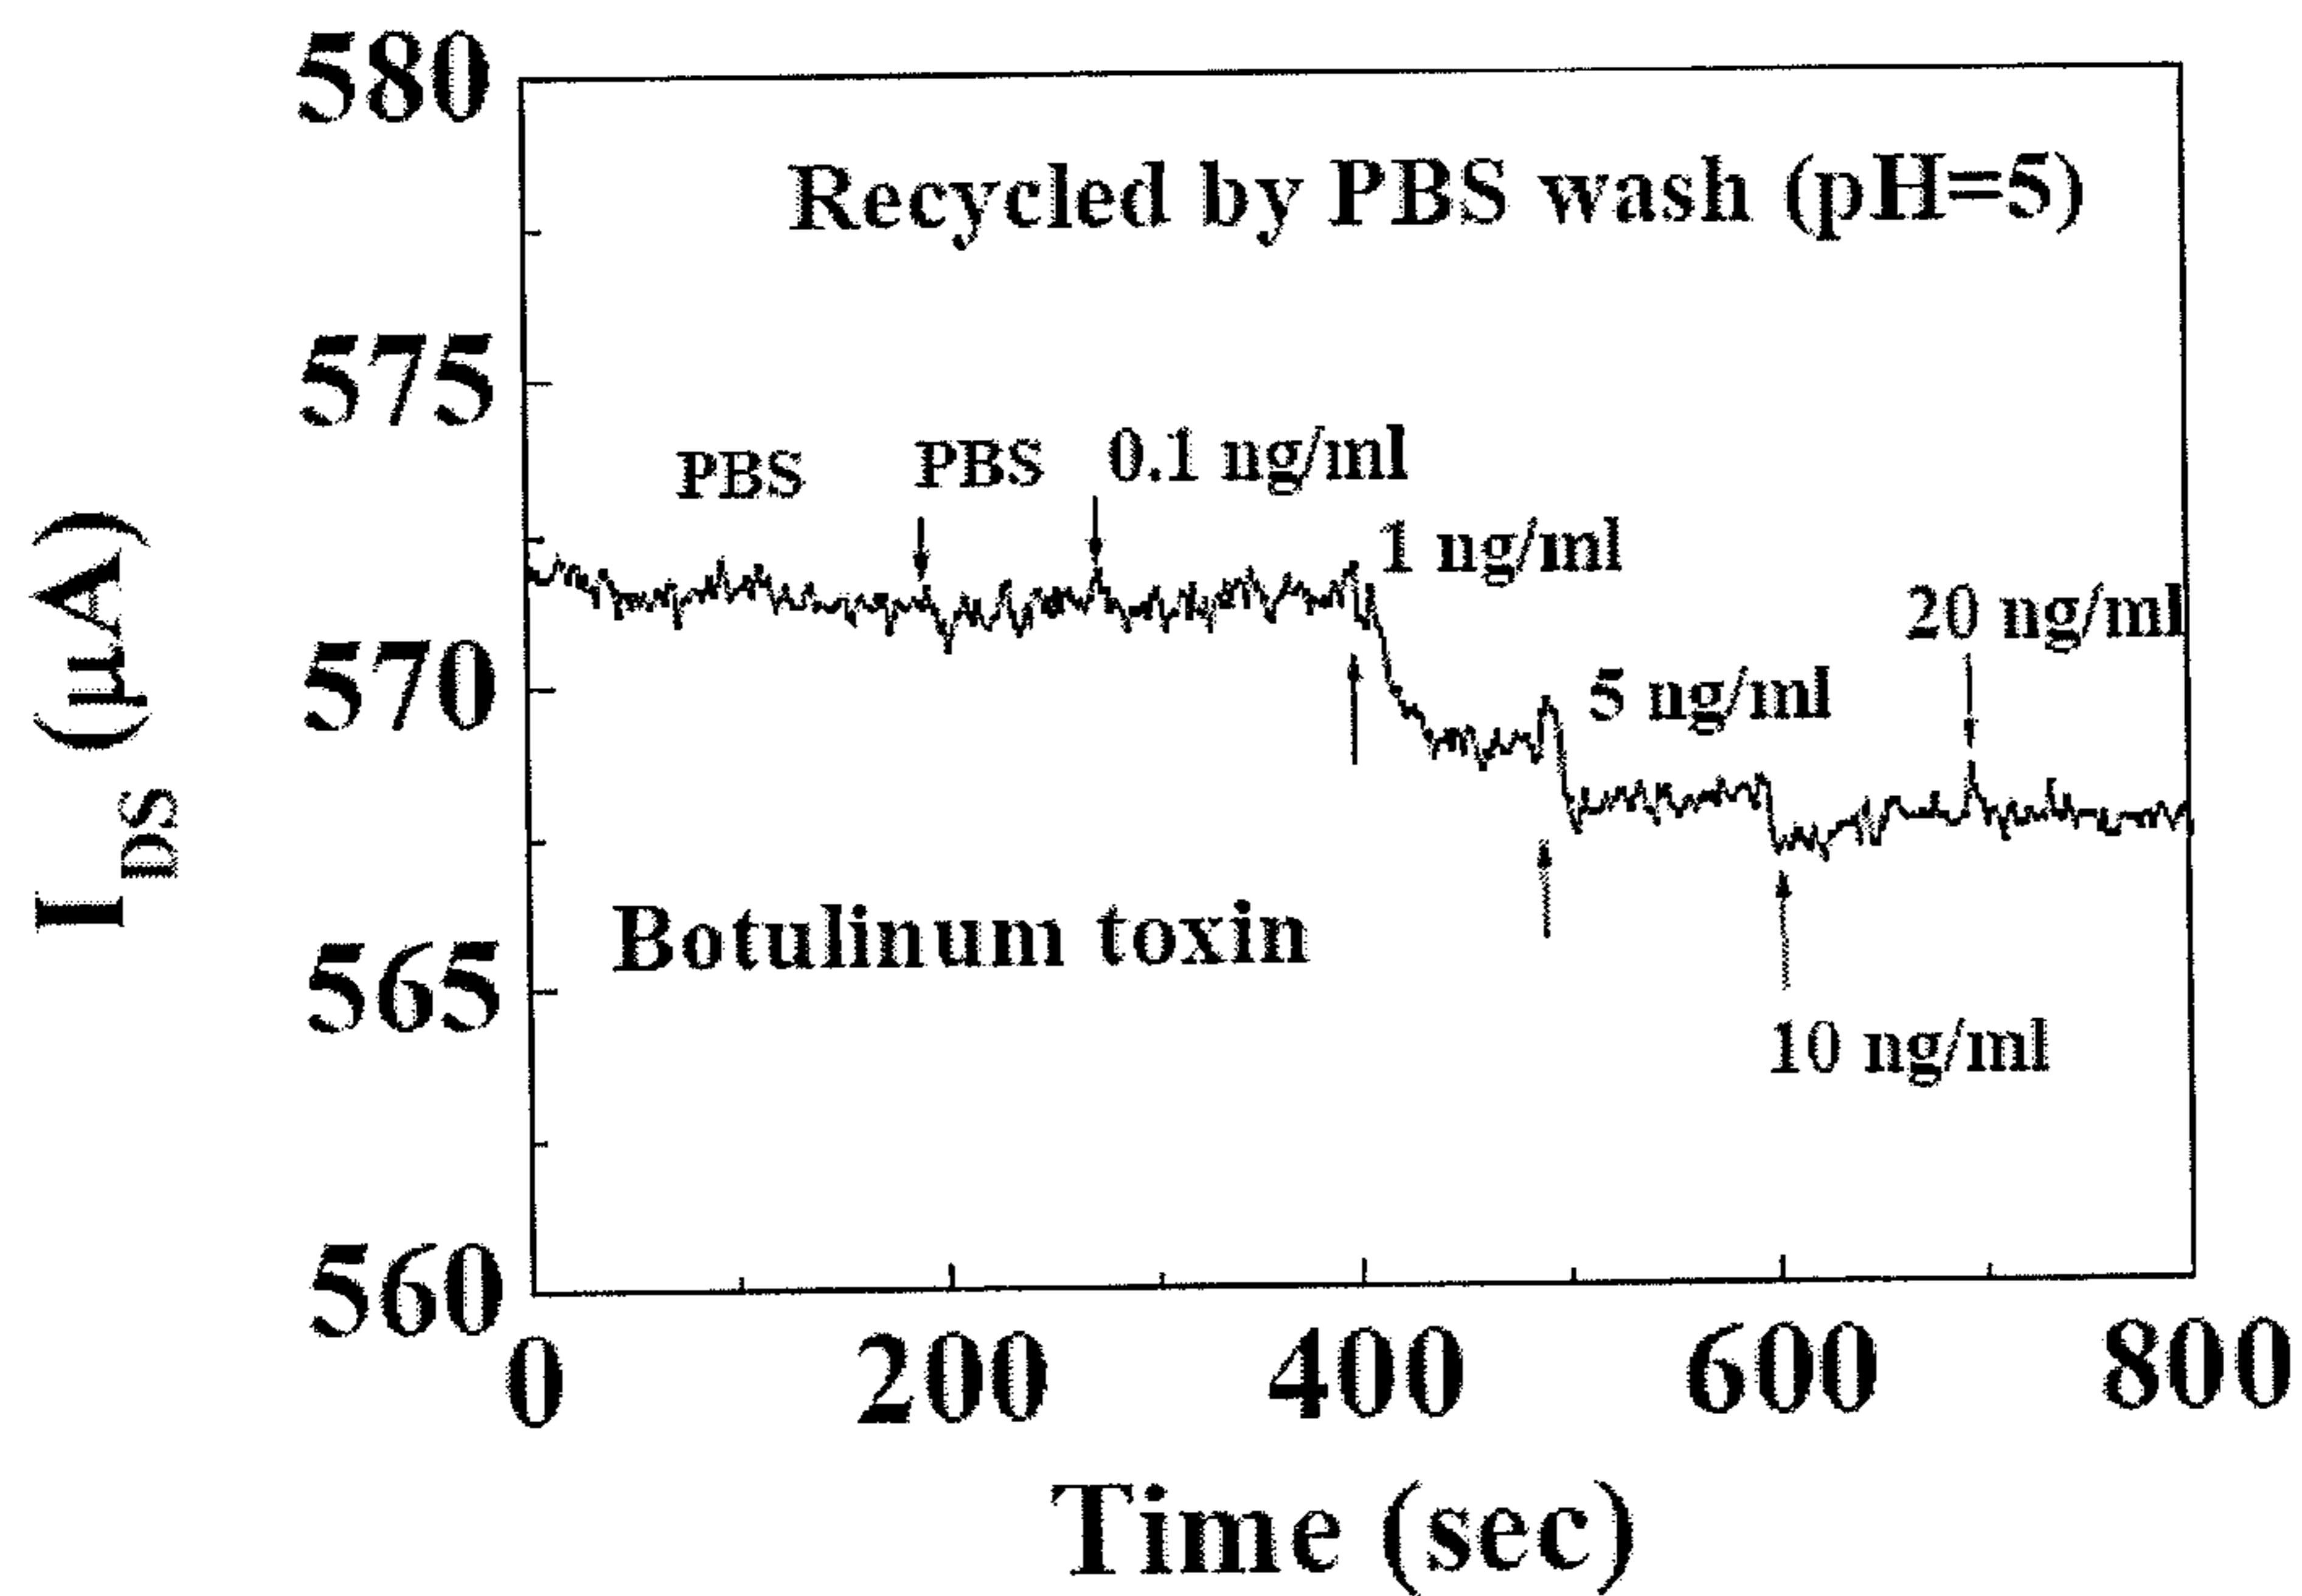 580
Recycled by PBS wash (pH=5)
575
PBS
PBS
0.1 ng/ml
1 ng/ml
20 ng/ml
570
5 ng/ml
Botulinum toxin
565
10 ng/ml
560
0
200
400
600
800
Time (sec)
I DS (μA)